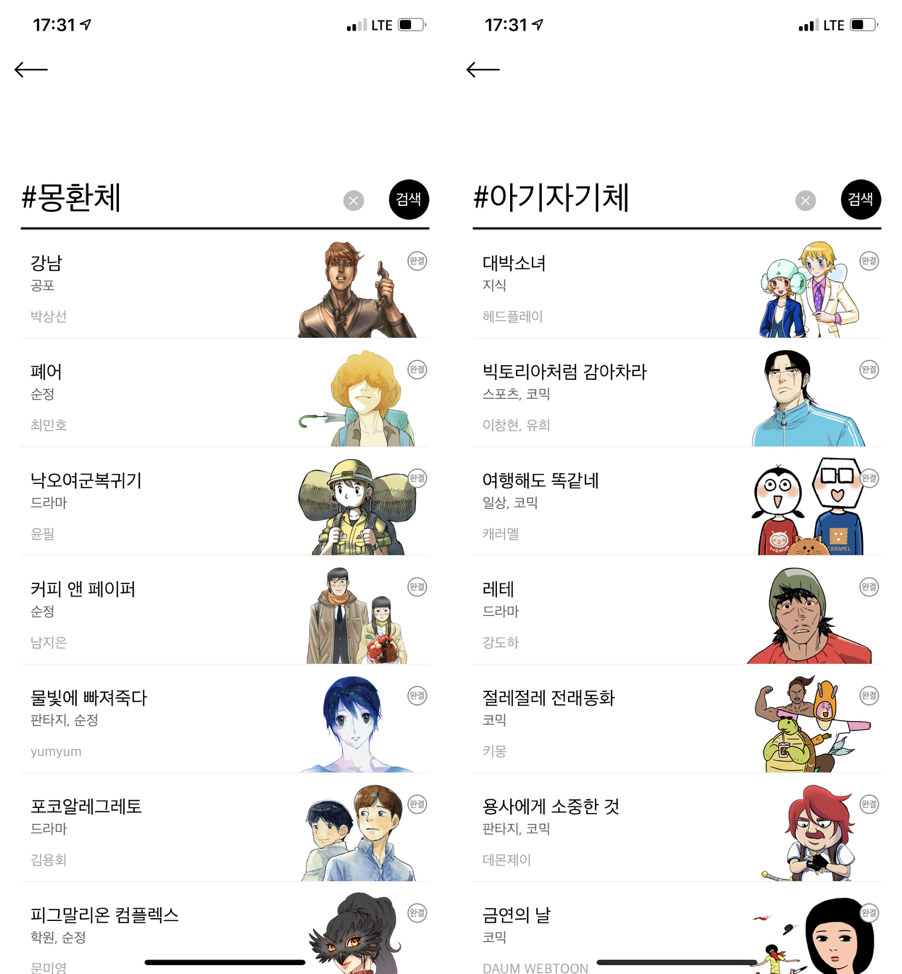 17:31
LTE
#몽환체
검색
강남
완결
공포
박상선
폐어
완결
순정
최민호
낙오여군복귀기
완결
드라마
윤필
커피 앤 페이퍼
완결
순정
남지은
물빛에 빠져죽다
완결
판타지, 순정
yumyum
포코알레그레토
완결
드라마
김용회
피그말리온 컴플렉스
완결
학원, 순정
문미영
17:31
LTE
#아기자기체
검색
대박소녀
완결
지식
헤드플레이
빅토리아처럼 감아차라
완결
스포츠, 코믹
이창현, 유희
여행해도 똑같네
완결
일상, 코믹
캐러멜
CARAMEL
레테
완결
드라마
강도하
절레절레 전래동화
완결
코믹
키몽
용사에게 소중한 것
완결
판타지, 코믹
데몬제이
금연의 날
완결
코믹
DAUM WEBTOON